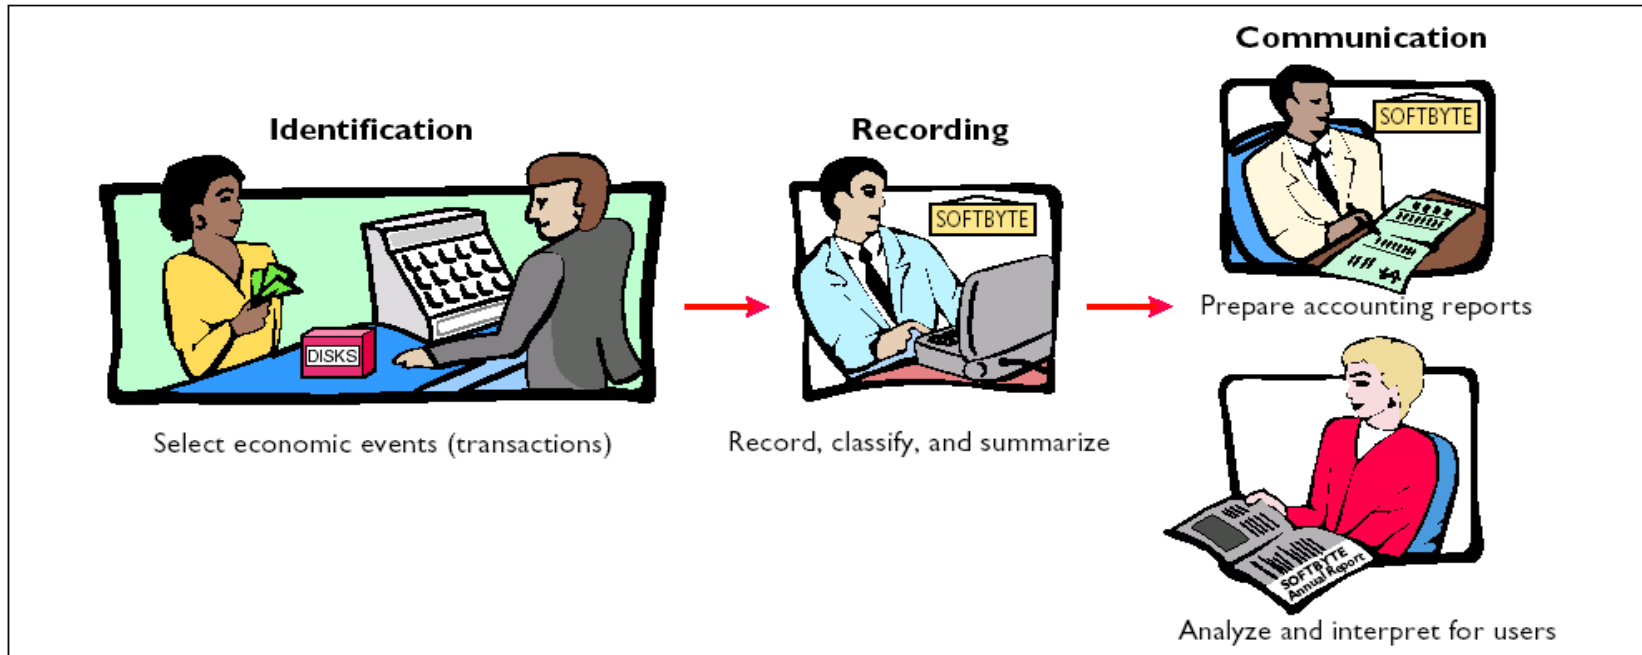 Identification
DISKS
Select economic events (transactions)
Recording
SOFTBYTE
Record, classify, and summarize
Communication
SOFTBYTE
Prepare accounting reports
SOFTBYTE
Annual Report
Analyze and interpret for users